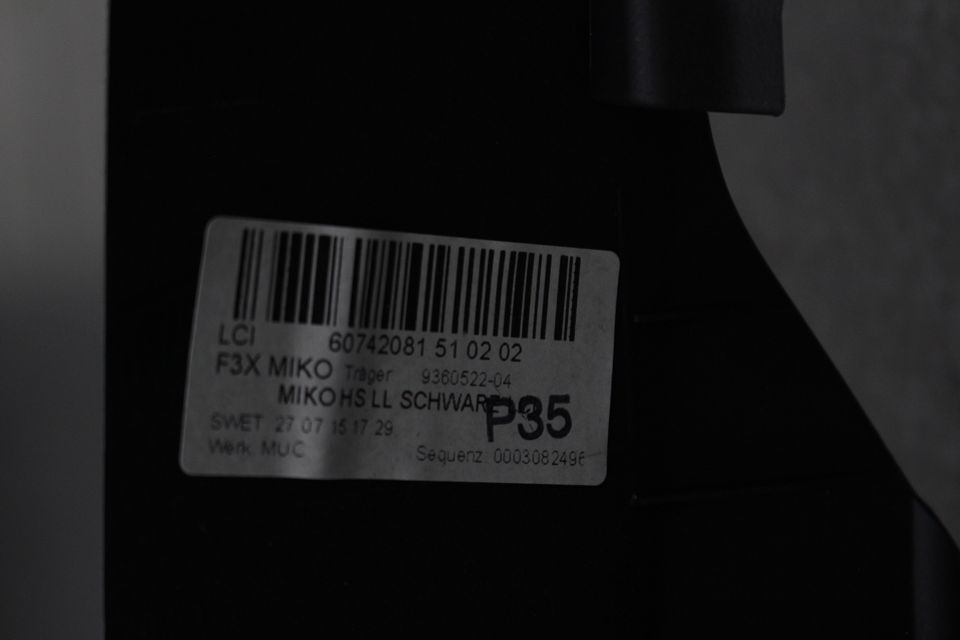 LCI 60742081 51 02 02
F3X MIKO Träger 9360522-04
MIKO HS LL SCHWARZ
P35
SWET 27 07 15 17 29
Werk MUC Sequenz: 0003082496